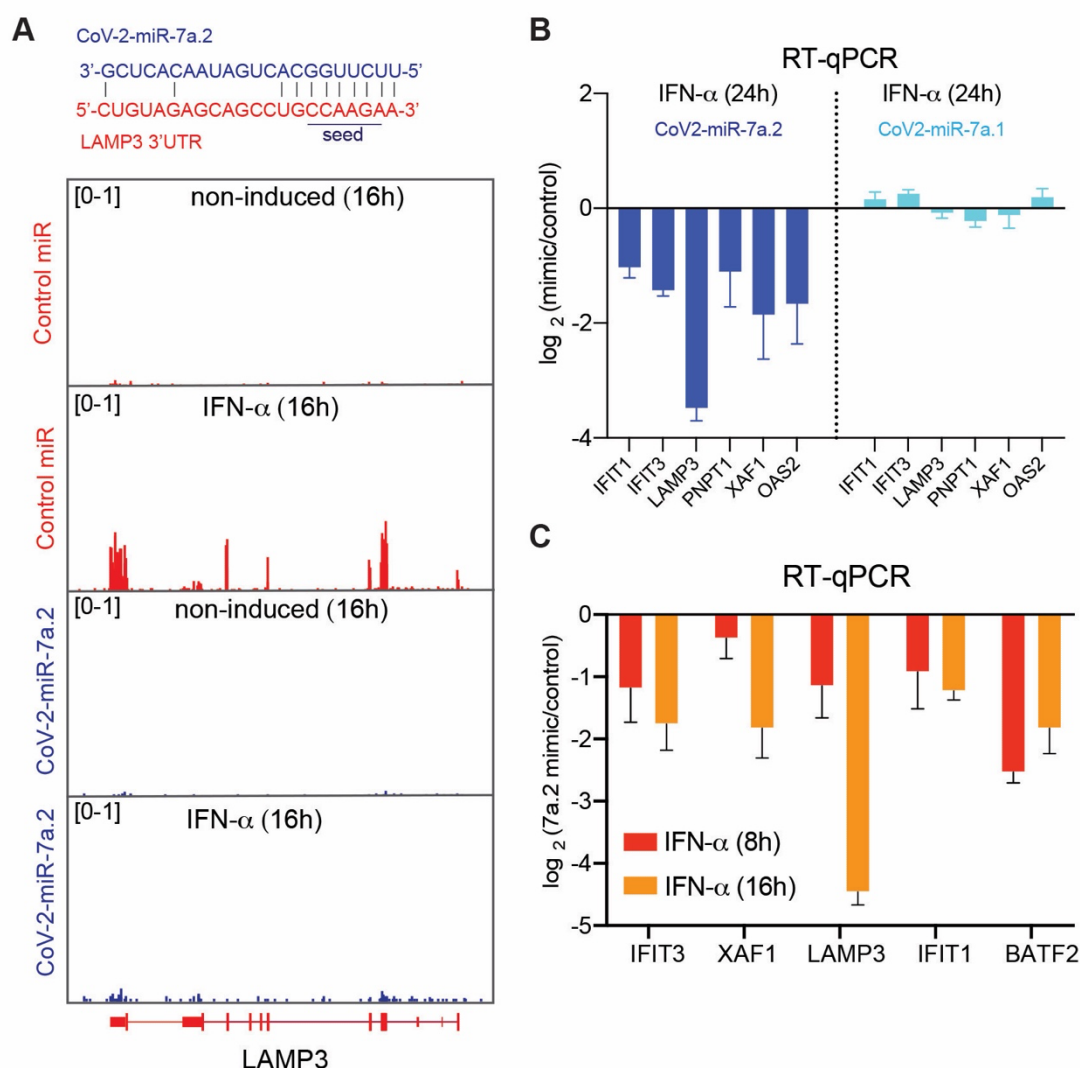 A
CoV-2-miR-7a.2
3'-GCUCACAAUAGUCACGGUUCUU-5'
5'-CUGUAGAGCAGCCUGCCAAGAA-3'
LAMP3 3'UTR
seed
Control miR
[0-1]
non-induced (16h)
Control miR
[0-1]
IFN-α (16h)
CoV-2-miR-7a.2
[0-1]
non-induced (16h)
CoV-2-miR-7a.2
[0-1]
IFN-α (16h)
LAMP3
B
RT-qPCR
IFN-α (24h)
CoV2-miR-7a.2
IFN-α (24h)
CoV2-miR-7a.1
log 2 (mimic/control)
2
0
-2
-4
IFIT1
IFIT3
LAMP3
PNPT1
XAF1
OAS2
IFIT1
IFIT3
LAMP3
PNPT1
XAF1
OAS2
C
RT-qPCR
log 2 (7a.2 mimic/control)
0
-1
-2
-3
-4
-5
IFN-α (8h)
IFN-α (16h)
IFIT3 XAF1 LAMP3 IFIT1 BATF2